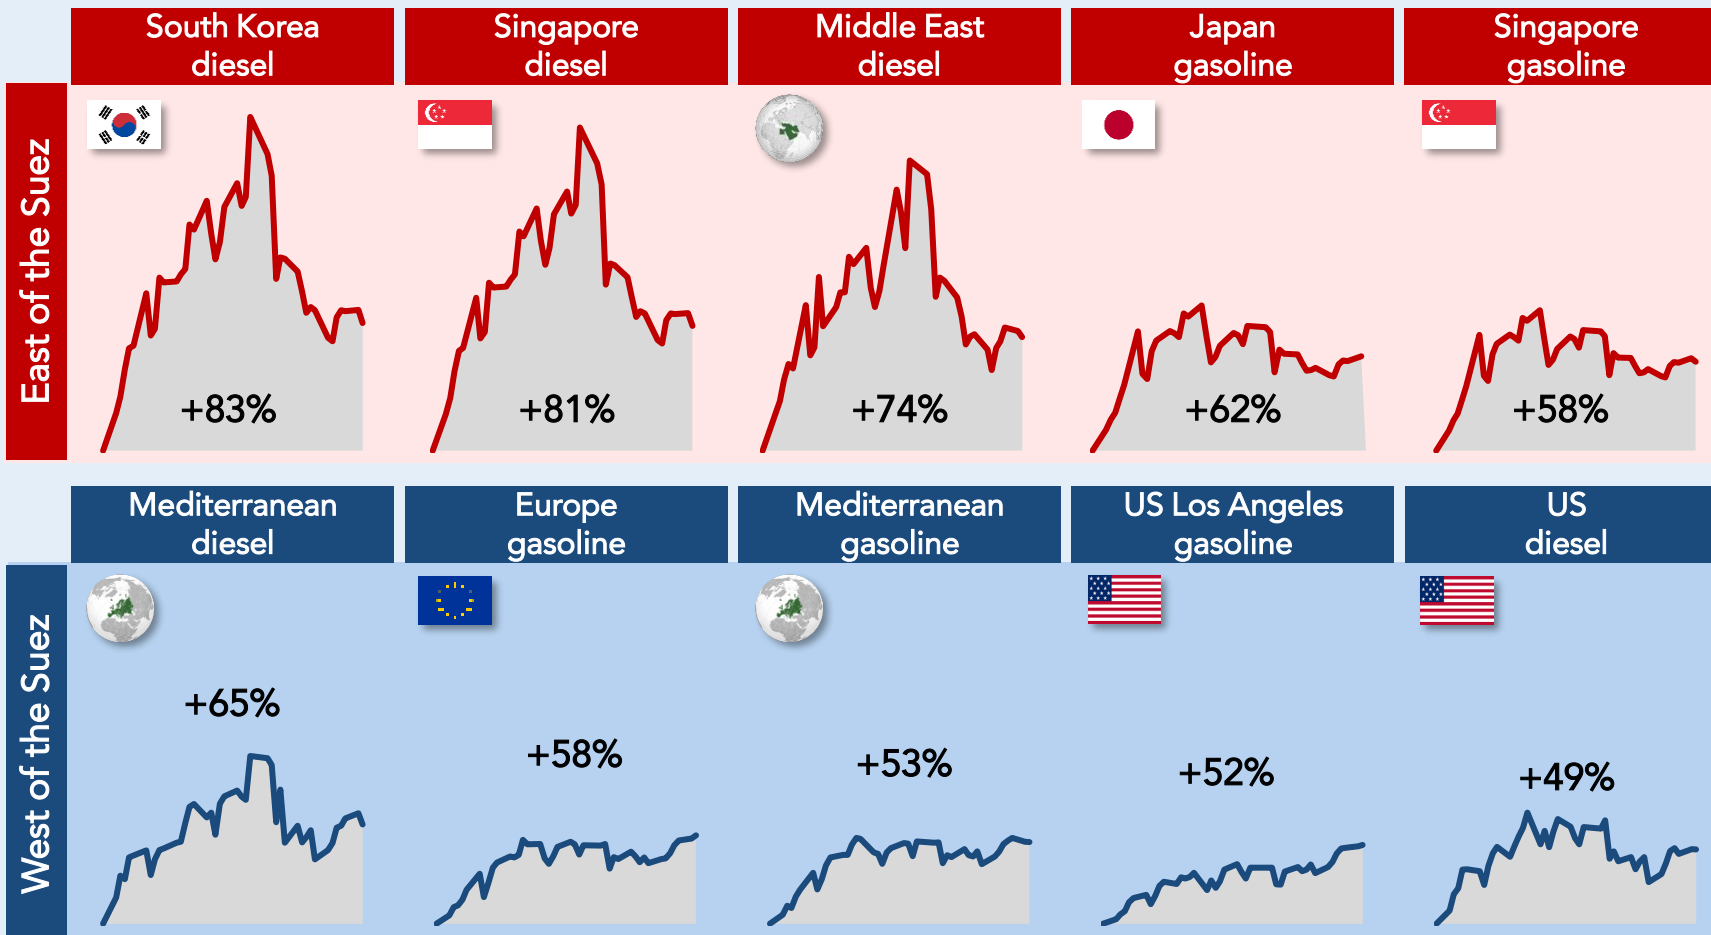 South Korea
diesel
Singapore
diesel
Middle East
diesel
Japan
gasoline
Singapore
gasoline
East of the Suez
+83%
+81%
+74%
+62%
+58%
Mediterranean
diesel
Europe
gasoline
Mediterranean
gasoline
US Los Angeles
gasoline
US
diesel
West of the Suez
+65%
+58%
+53%
+52%
+49%